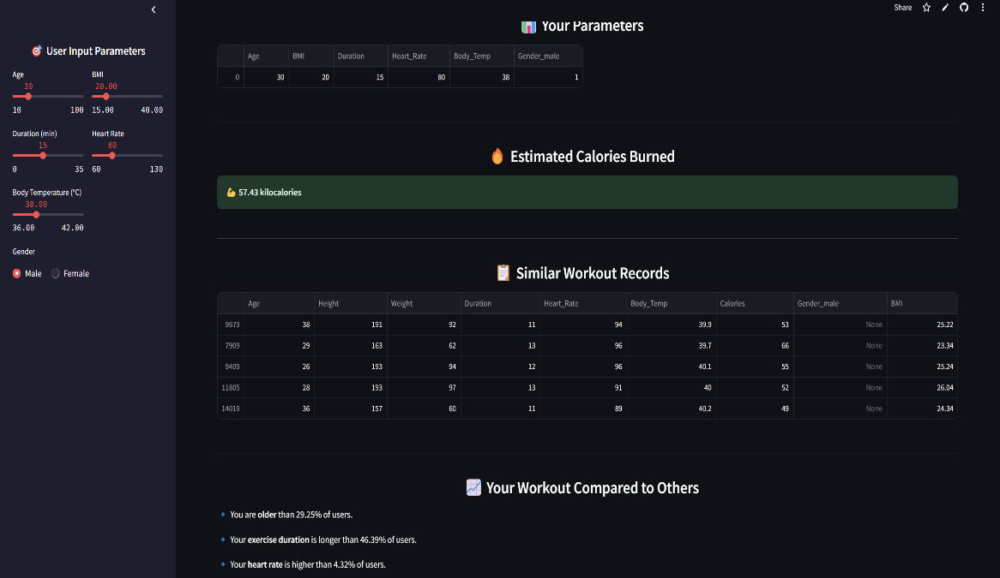 Share
User Input Parameters
Age BMI
30 20.00
10 100 15.00 40.00
Duration (min) Heart Rate
15 80
0 35 60 130
Body Temperature (°C)
38.00
36.00 42.00
Gender
Male Female
Your Parameters
Age BMI Duration Heart_Rate Body_Temp Gender_male
0 30 20 15 80 38 1
Estimated Calories Burned
57.43 kilocalories
Similar Workout Records
Age Height Weight Duration Heart_Rate Body_Temp Calories Gender_male BMI
9679 38 191 92 11 94 39.9 53 None 25.22
7909 29 163 62 13 96 39.7 66 None 23.34
9409 26 193 94 12 96 40.1 55 None 25.24
11805 28 193 97 13 91 40 52 None 26.04
14019 36 157 60 11 89 40.2 49 None 24.34
Your Workout Compared to Others
You are older than 29.25% of users.
Your exercise duration is longer than 46.39% of users.
Your heart rate is higher than 4.32% of users.